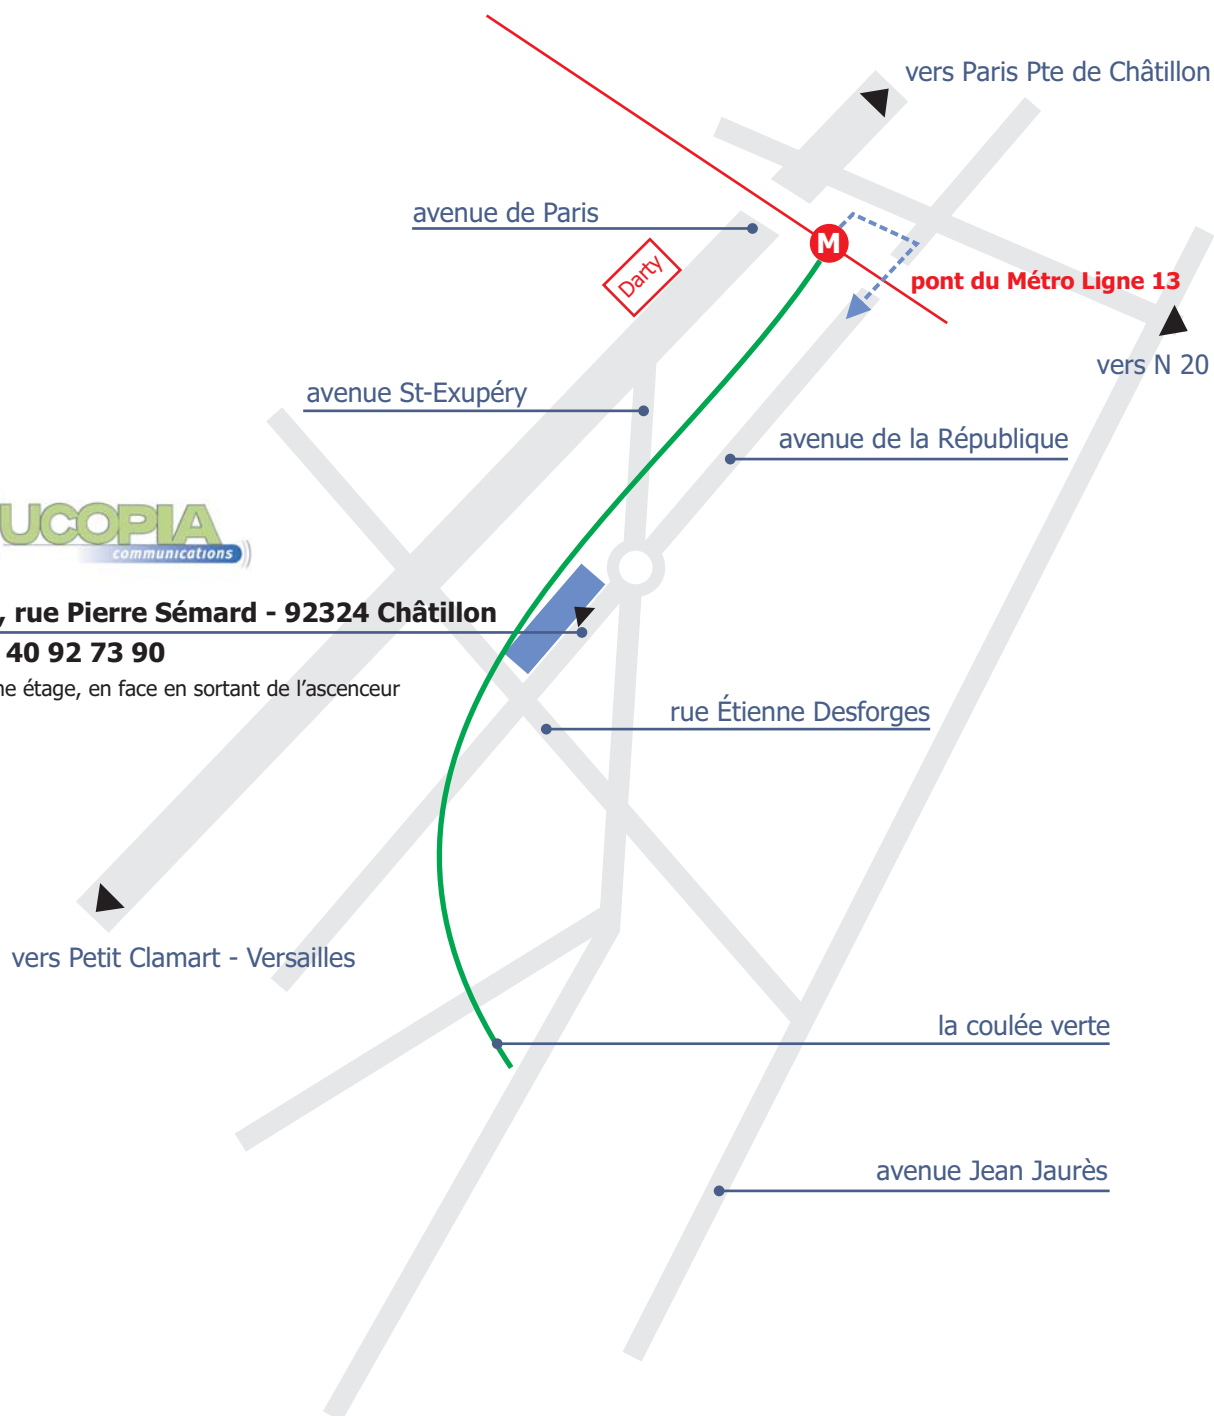 vers Paris Pte de Châtillon
avenue de Paris
M
Darty
pont du Métro Ligne 13
vers N 20
avenue St-Exupéry
avenue de la République
UCOPIA
communications
, rue Pierre Sémard - 92324 Châtillon
40 92 73 90
étage, en face en sortant de l’ascenceur
rue Étienne Desforges
vers Petit Clamart - Versailles
la coulée verte
avenue Jean Jaurès